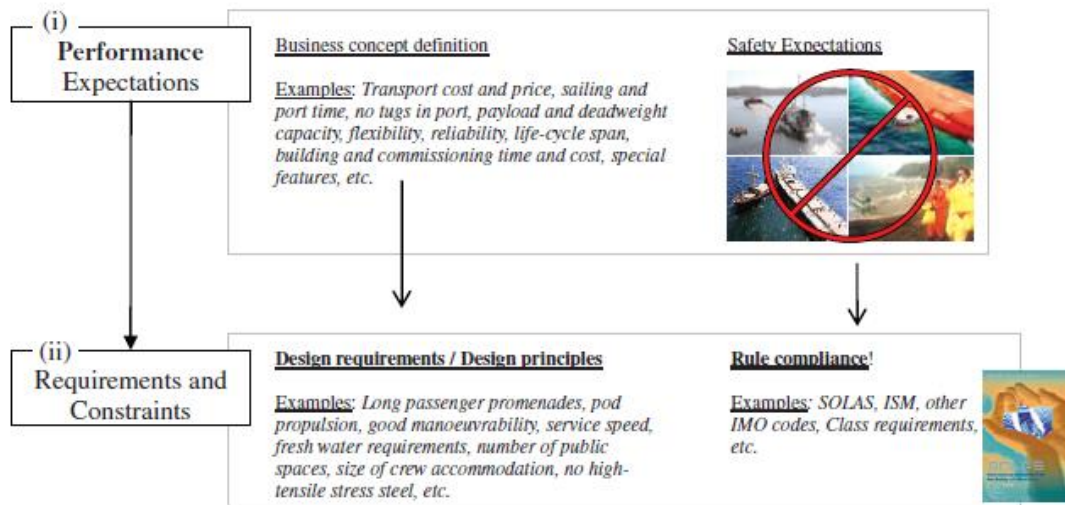 (i)
Performance
Expectations
Business concept definition
Examples: Transport cost and price, sailing and
port time, no tugs in port, payload and deadweight
capacity, flexibility, reliability, life-cycle span,
building and commissioning time and cost, special
features, etc.
Safety Expectations
(ii)
Requirements and
Constraints
Design requirements / Design principles
Examples: Long passenger promenades, pod
propulsion, good manoeuvrability, service speed,
fresh water requirements, number of public
spaces, size of crew accommodation, no high-
tensile stress steel, etc.
Rule compliance!
Examples: SOLAS, ISM, other
IMO codes, Class requirements,
etc.